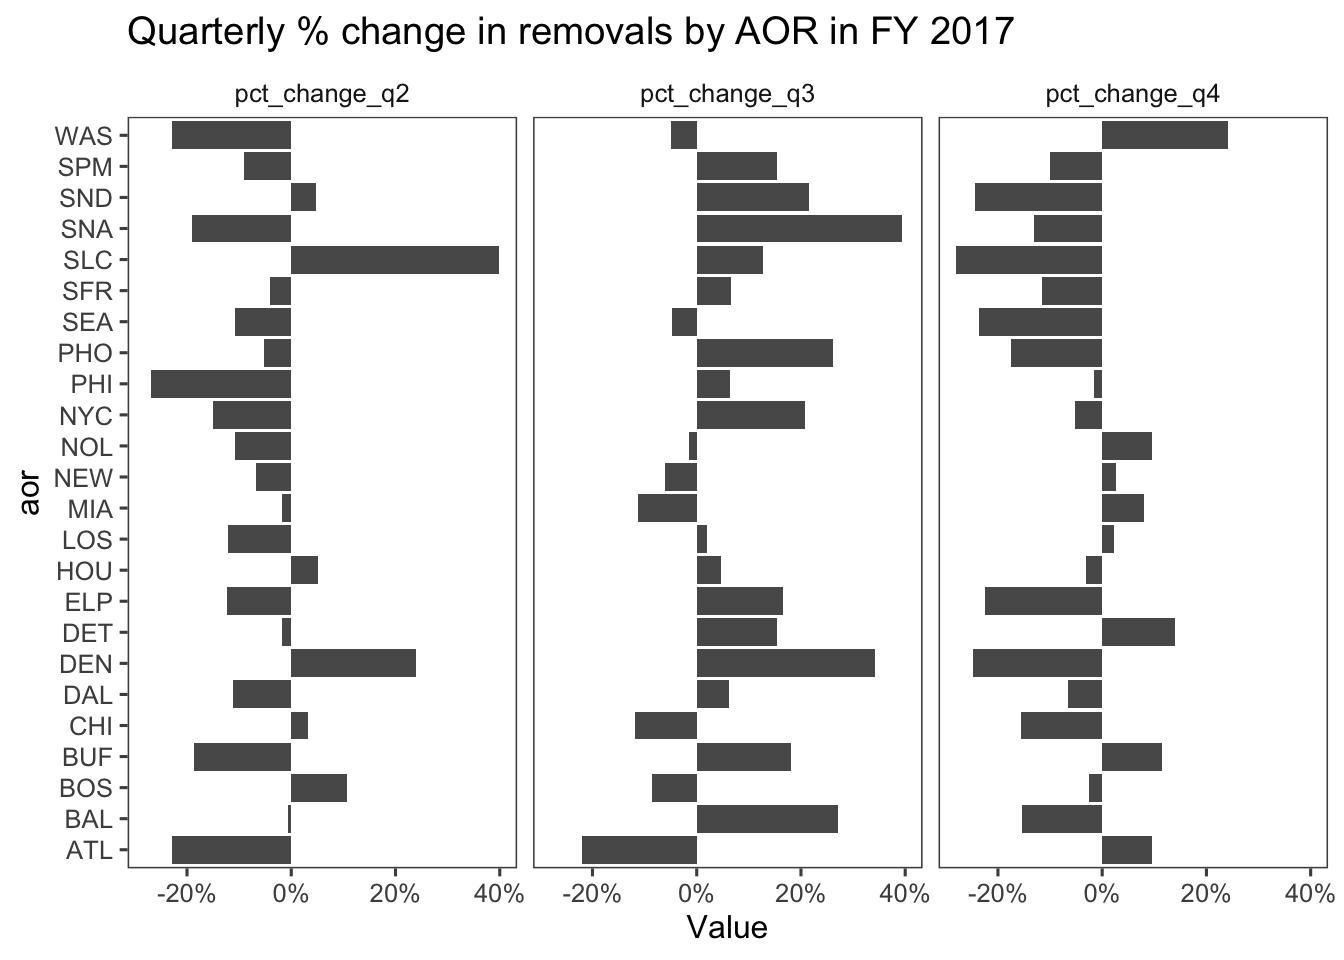 Quarterly % change in removals by AOR in FY 2017
pct_change_q2 pct_change_q3 pct_change_q4
WAS
SPM
SND
SNA
SLC
SFR
SEA
PHO
PHI
NYC
NOL
NEW
MIA
LOS
HOU
ELP
DET
DEN
DAL
CHI
BUF
BOS
BAL
ATL
aor
-20% 0% 20% 40% -20% 0% 20% 40% -20% 0% 20% 40%
Value